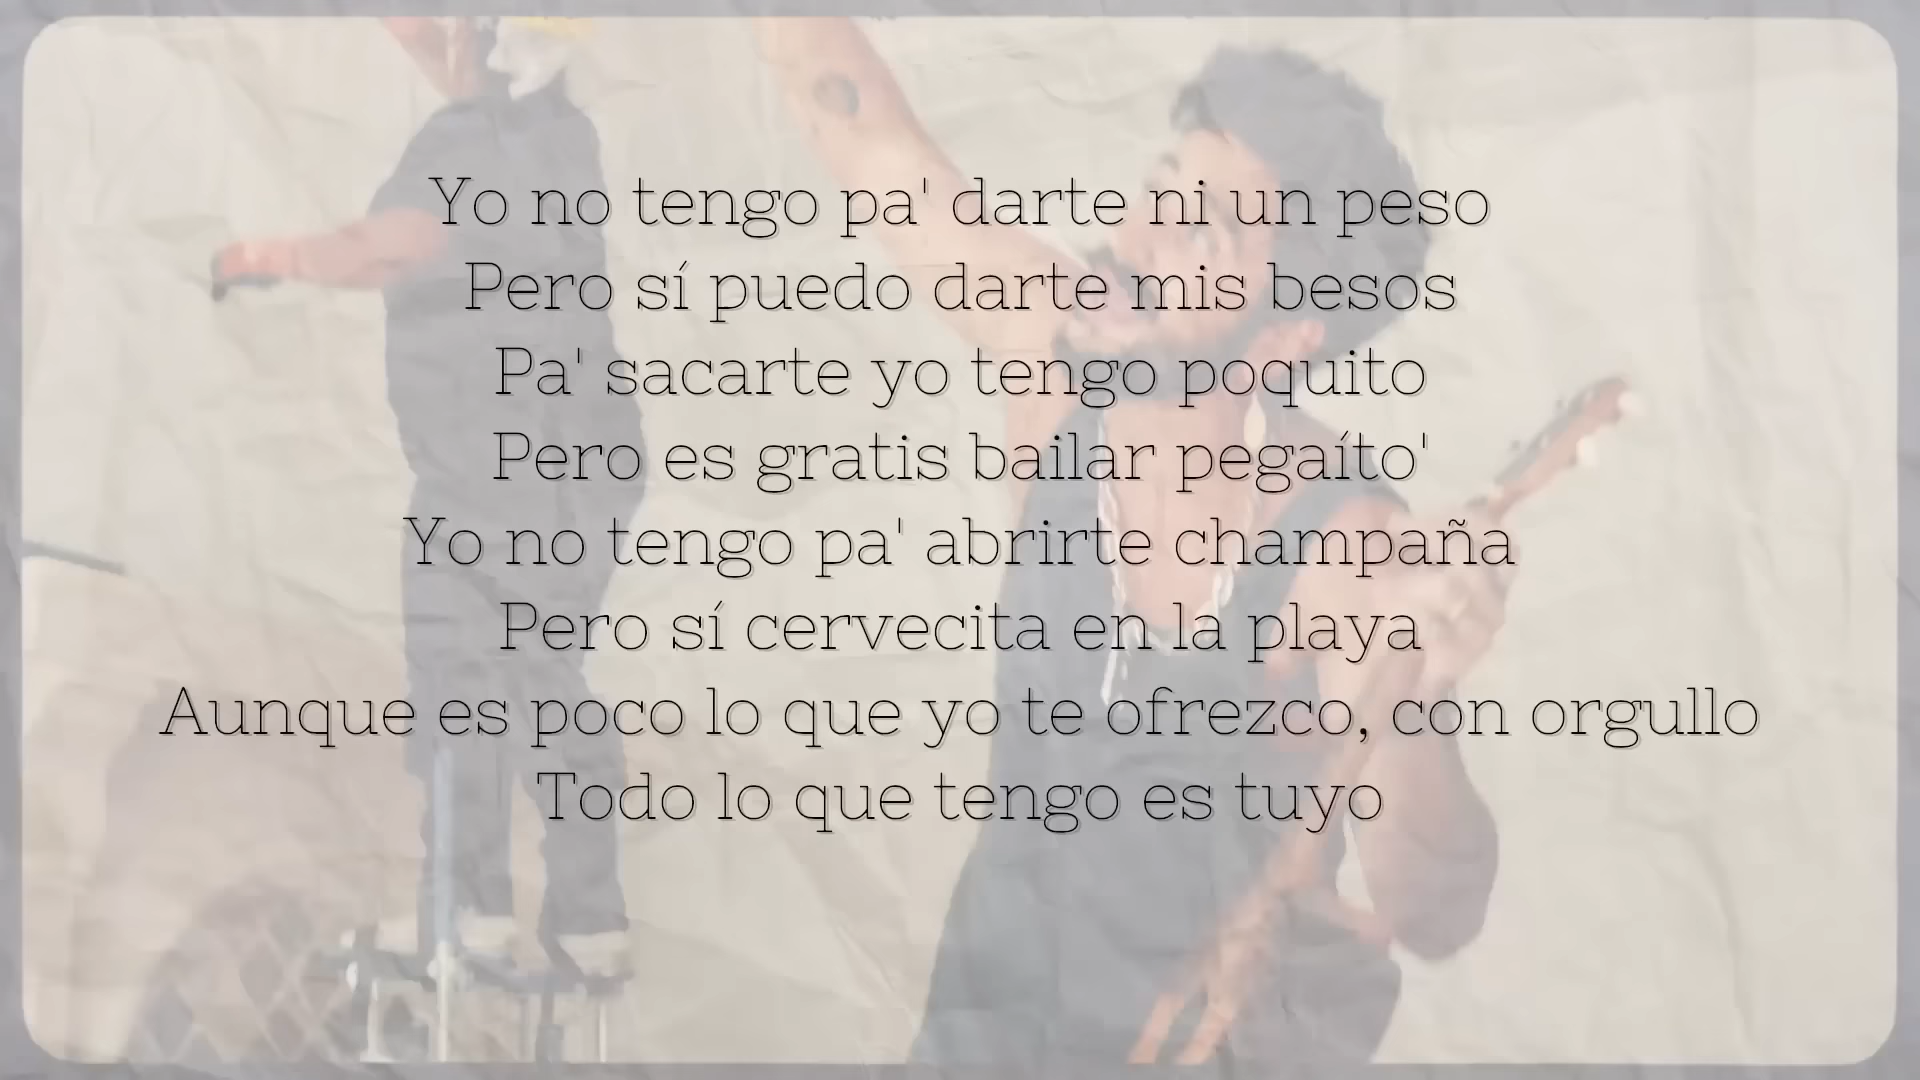 Yo no tengo pa' darte ni un peso
Pero sí puedo darte mis besos
Pa' sacarte yo tengo poquito
Pero es gratis bailar pegaíto'
Yo no tengo pa' abrirte champaña
Pero sí cervecita en la playa
Aunque es poco lo que yo te ofrezco, con orgullo
Todo lo que tengo es tuyo